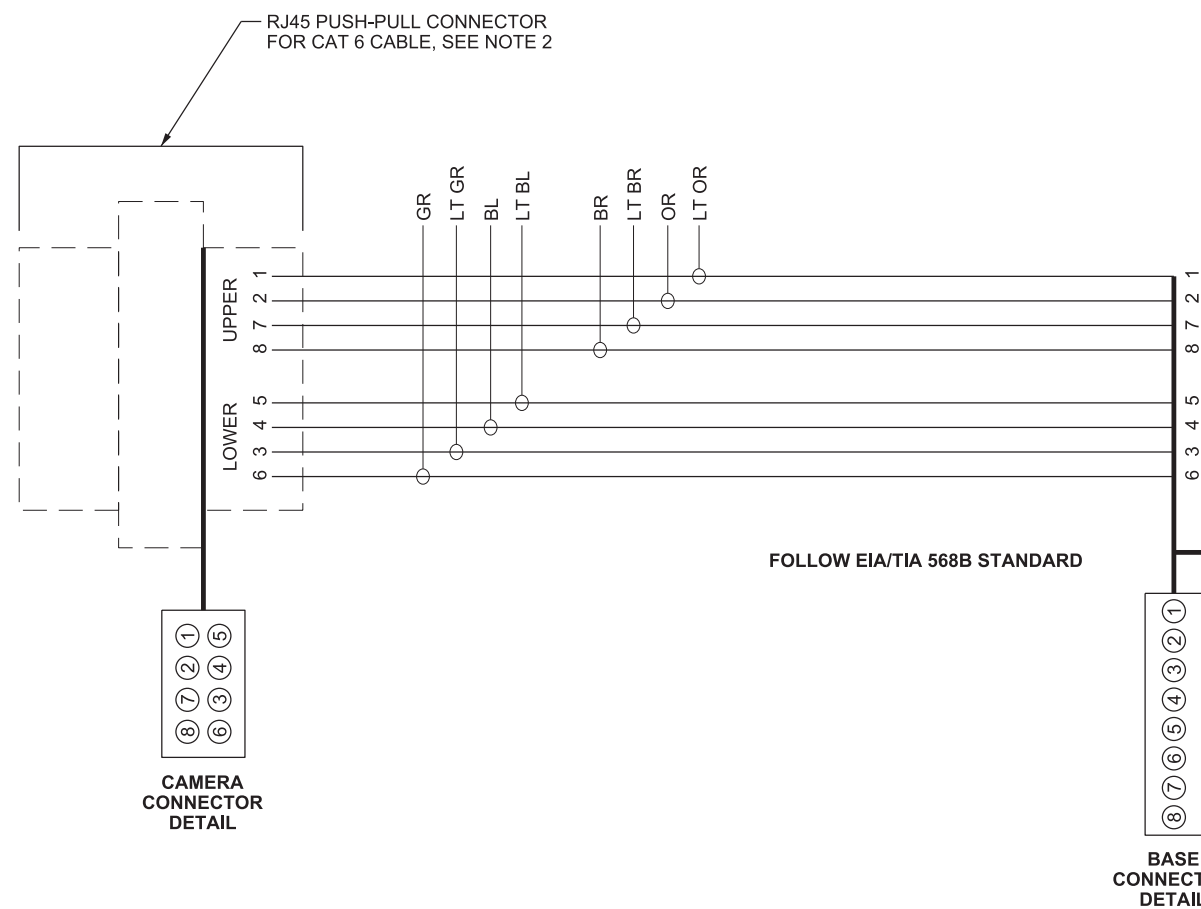 RJ45 PUSH-PULL CONNECTOR
FOR CAT 6 CABLE, SEE NOTE 2
GR
LT GR
BL
LT BL
BR
LT BR
OR
LT OR
UPPER
1
2
7
8
LOWER
5
4
3
6
1
2
7
8
5
4
3
6
FOLLOW EIA/TIA 568B STANDARD
1 5
2 4
7 3
8 6
CAMERA
CONNECTOR
DETAIL
1
2
3
4
5
6
7
8
BASE
CONNECT
DETAIL